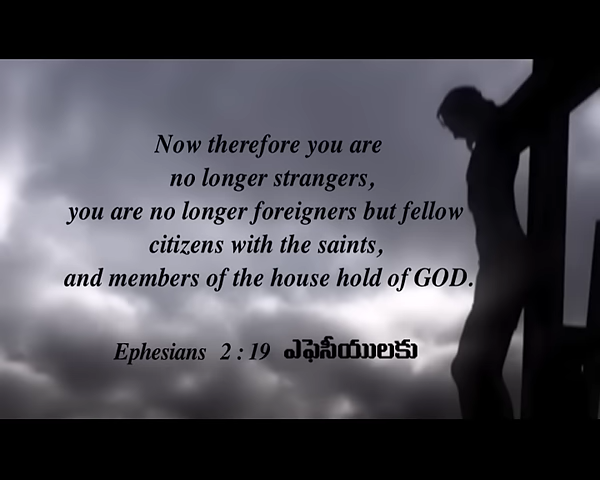 Now therefore you are
no longer strangers,
you are no longer foreigners but fellow
citizens with the saints,
and members of the house hold of GOD.
Ephesians 2 : 19 ఎఫెసీయులకు